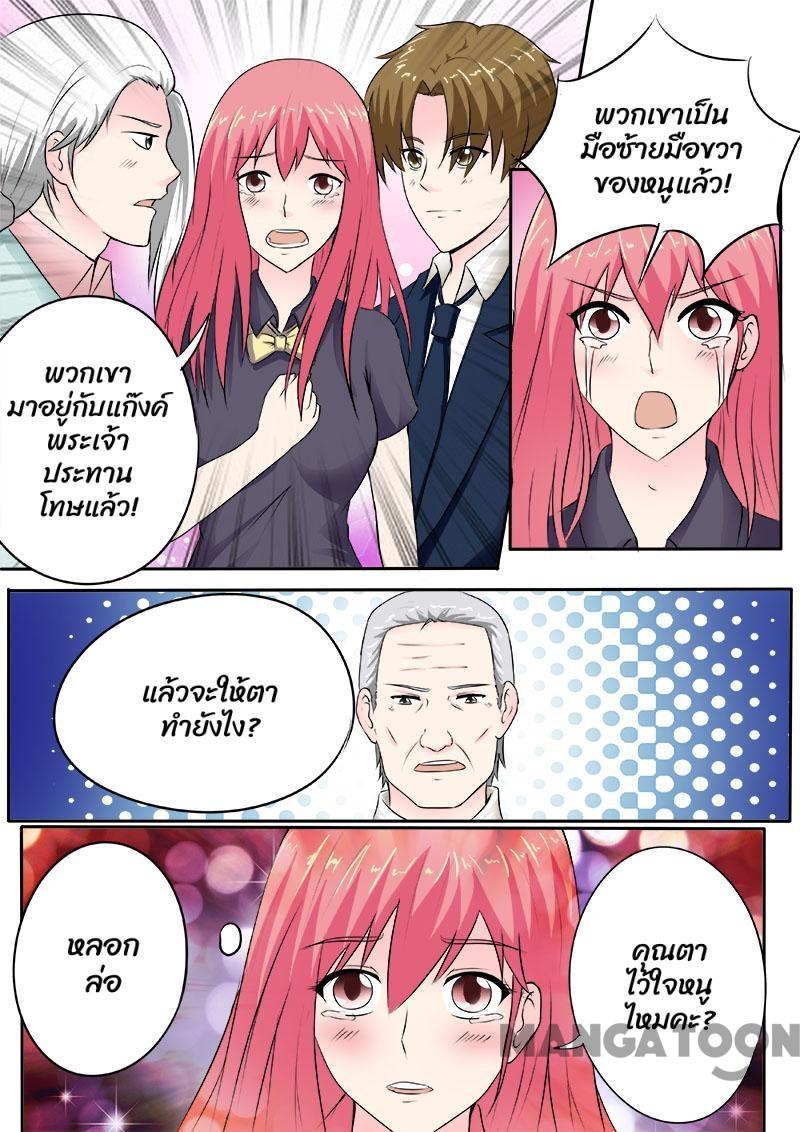 พวกเขา
มาอยู่กับแก๊งค์
พระเจ้า
ประทาน
โทษแล้ว!
พวกเขาเป็น
มือซ้ายมือขวา
ของหนูแล้ว!
แล้วจะให้ตา
ทำยังไง?
หลอก
ล่อ
คุณตา
ไว้ใจหนู
ไหมคะ?
MANGATOON